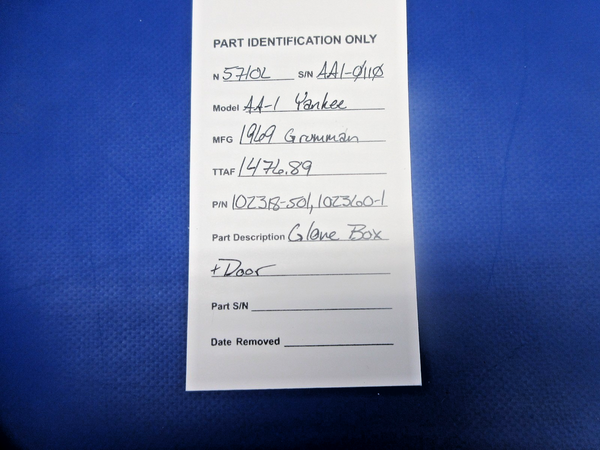 PART IDENTIFICATION ONLY
N 5710L S/N AA1-0110
Model AA-1 Yankee
MFG 1969 Grumman
TTAF 1476.89
P/N 102318-501, 102360-1
Part Description Glove Box
+ Door
Part S/N
Date Removed